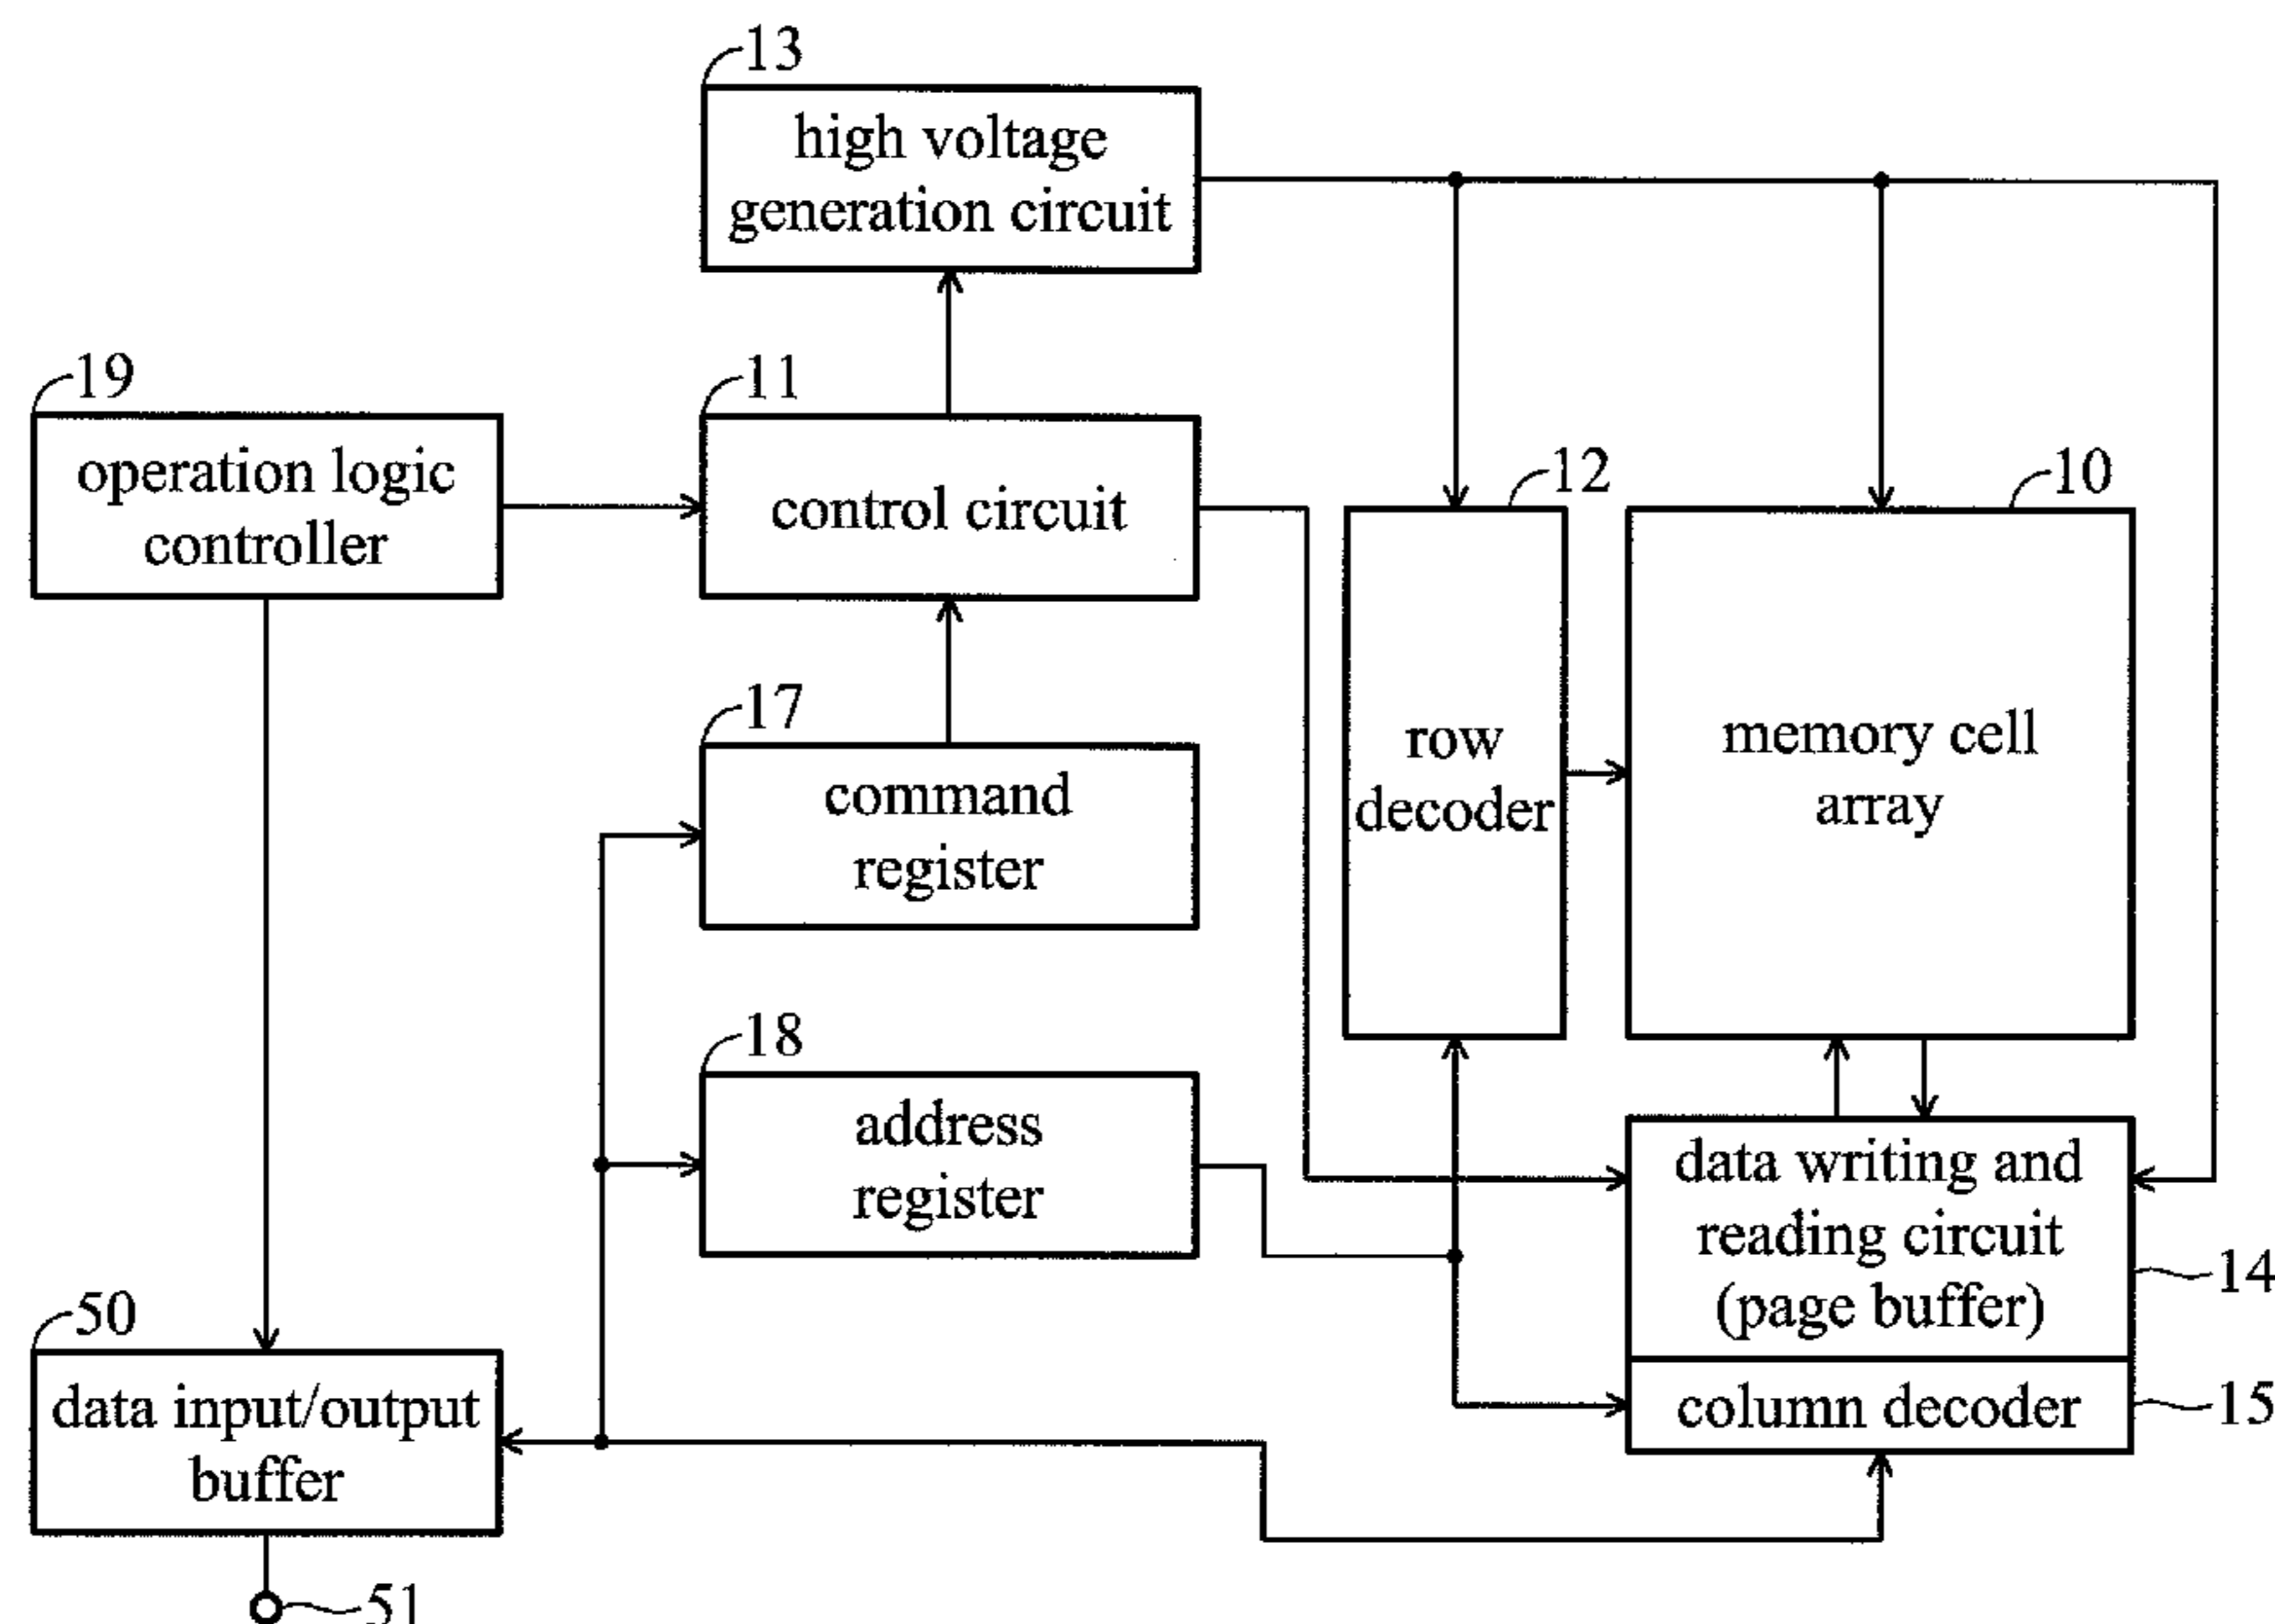 13
high voltage
generation circuit
19
operation logic
controller
11
control circuit
12
row
decoder
10
memory cell
array
17
command
register
18
address
register
data writing and
reading circuit
(page buffer)
14
column decoder
15
50
data input/output
buffer
51